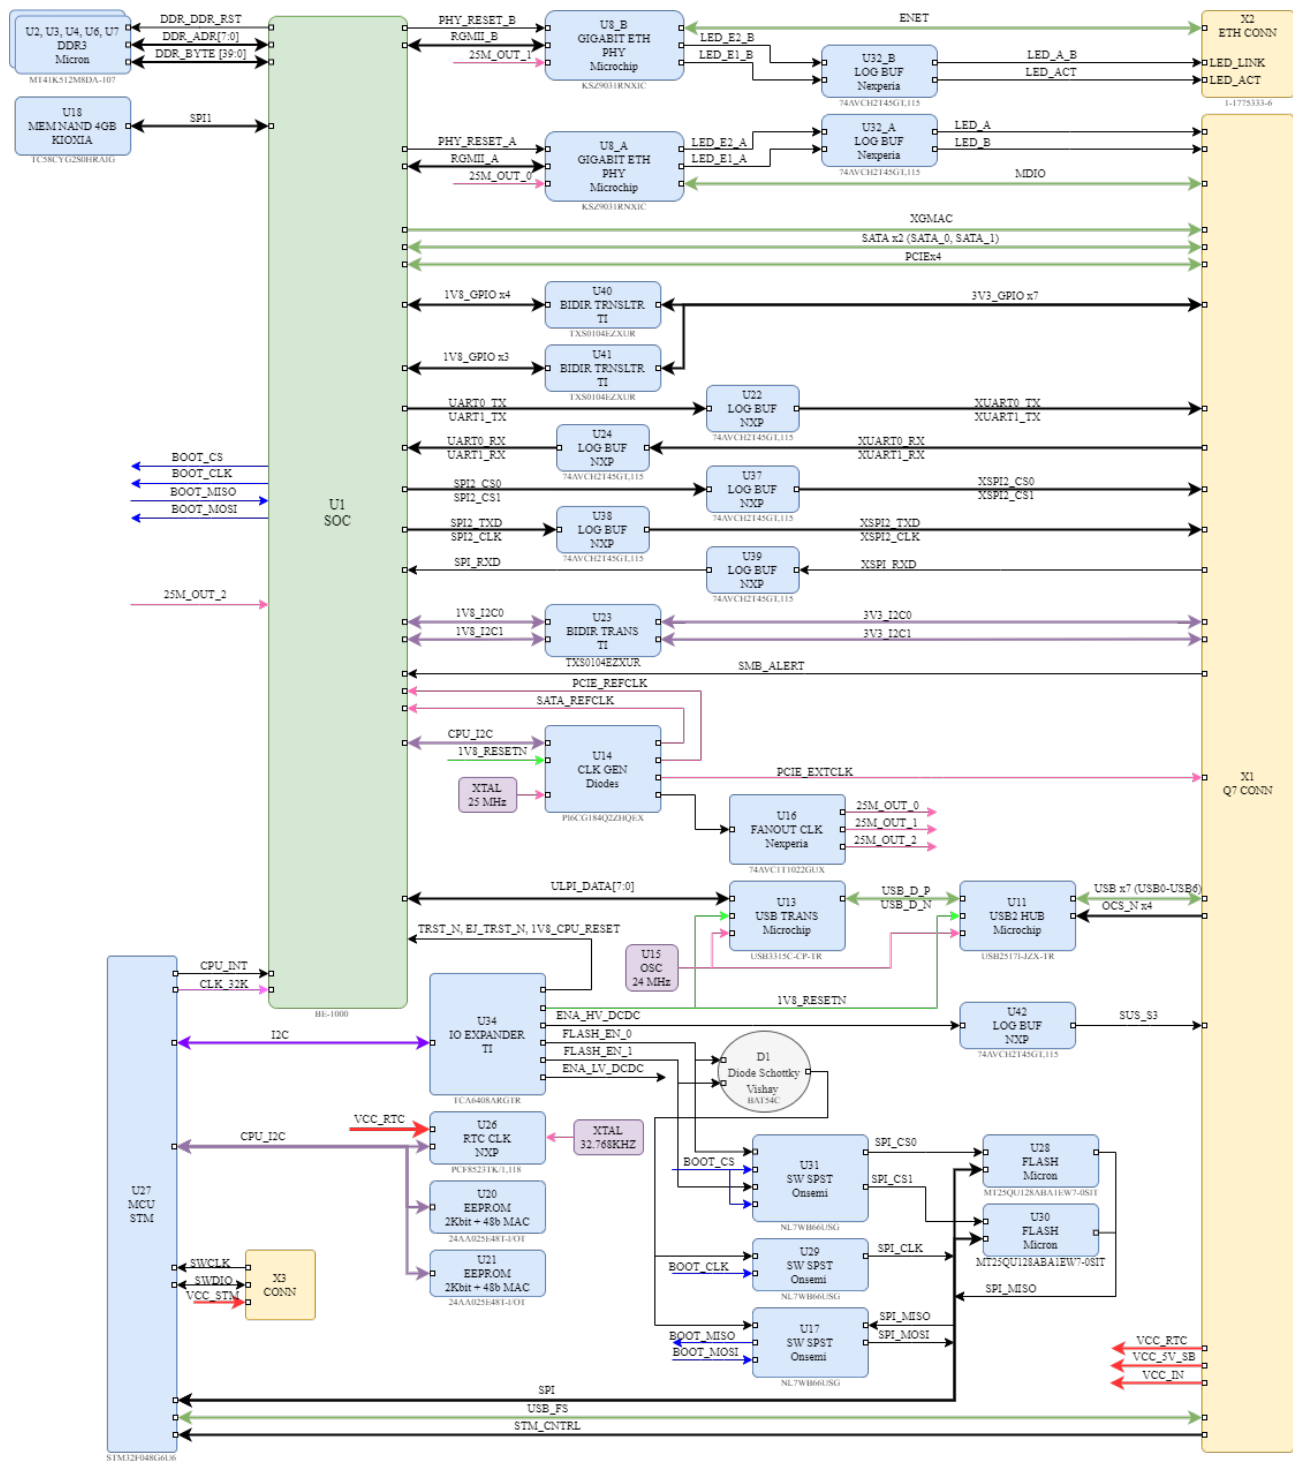 U2, U3, U4, U6, U7
DDR3
Micron
MT41K512M8DA-107
DDR_DDR_RST
DDR_ADR[7:0]
DDR_BYTE [39:0]
U18
MEM NAND 4GB
KIOXIA
TC58CYG2S0HRAIG
SPI1
PHY_RESET_B
RGMII_B
25M_OUT_1
U8_B
GIGABIT ETH
PHY
Microchip
KSZ9031RNXIC
ENET
LED_E2_B
LED_E1_B
U32_B
LOG BUF
Nexperia
74AVCH2T45GT,115
LED_A_B
LED_ACT
X2
ETH CONN
LED_LINK
LED_ACT
1-1775333-6
PHY_RESET_A
RGMII_A
25M_OUT_0
U8_A
GIGABIT ETH
PHY
Microchip
KSZ9031RNXIC
LED_E2_A
LED_E1_A
U32_A
LOG BUF
Nexperia
74AVCH2T45GT,115
LED_A
LED_B
MDIO
XGMAC
SATA x2 (SATA_0, SATA_1)
PCIEx4
1V8_GPIO x4
U40
BIDIR TRNSLTR
TI
TXS0104EZXUR
3V3_GPIO x7
1V8_GPIO x3
U41
BIDIR TRNSLTR
TI
TXS0104EZXUR
UART0_TX
UART1_TX
U22
LOG BUF
NXP
74AVCH2T45GT,115
XUART0_TX
XUART1_TX
UART0_RX
UART1_RX
U24
LOG BUF
NXP
74AVCH2T45GT,115
XUART0_RX
XUART1_RX
BOOT_CS
BOOT_CLK
BOOT_MISO
BOOT_MOSI
U1
SOC
SPI2_CS0
SPI2_CS1
U37
LOG BUF
NXP
74AVCH2T45GT,115
XSPI2_CS0
XSPI2_CS1
SPI2_TXD
SPI2_CLK
U38
LOG BUF
NXP
74AVCH2T45GT,115
XSPI2_TXD
XSPI2_CLK
SPI_RXD
U39
LOG BUF
NXP
74AVCH2T45GT,115
XSPI_RXD
25M_OUT_2
1V8_I2C0
1V8_I2C1
U23
BIDIR TRANS
TI
TXS0104EZXUR
3V3_I2C0
3V3_I2C1
SMB_ALERT
PCIE_REFCLK
SATA_REFCLK
CPU_I2C
1V8_RESETN
XTAL
25 MHz
U14
CLK GEN
Diodes
PI6CG184Q2ZHQEX
PCIE_EXTCLK
X1
Q7 CONN
U16
FANOUT CLK
Nexperia
74AVC1T1022GUX
25M_OUT_0
25M_OUT_1
25M_OUT_2
ULPI_DATA[7:0]
U13
USB TRANS
Microchip
USB3315C-CP-TR
USB_D_P
USB_D_N
U11
USB2 HUB
Microchip
USB2517I-JZX-TR
USB x7 (USB0-USB6)
OCS_N x4
TRST_N, EJ_TRST_N, 1V8_CPU_RESET
U15
OSC
24 MHz
CPU_INT
CLK_32K
BE-1000
1V8_RESETN
I2C
U34
IO EXPANDER
TI
TCA6408ARGTR
ENA_HV_DCDC
FLASH_EN_0
FLASH_EN_1
ENA_LV_DCDC
U42
LOG BUF
NXP
74AVCH2T45GT,115
SUS_S3
D1
Diode Schottky
Vishay
BAT54C
VCC_RTC
CPU_I2C
U26
RTC CLK
NXP
PCF8523TK/1,118
XTAL
32.768KHZ
U27
MCU
STM
U20
EEPROM
2Kbit + 48b MAC
24AA025E48T-I/OT
U21
EEPROM
2Kbit + 48b MAC
24AA025E48T-I/OT
BOOT_CS
U31
SW SPST
Onsemi
NL7WB66USG
SPI_CS0
SPI_CS1
U28
FLASH
Micron
MT25QU128ABA1EW7-0SIT
U30
FLASH
Micron
MT25QU128ABA1EW7-0SIT
BOOT_CLK
U29
SW SPST
Onsemi
NL7WB66USG
SPI_CLK
SPI_MISO
SWCLK
SWDIO
VCC_STM
X3
CONN
BOOT_MISO
BOOT_MOSI
U17
SW SPST
Onsemi
NL7WB66USG
SPI_MISO
SPI_MOSI
VCC_RTC
VCC_5V_SB
VCC_IN
SPI
USB_FS
STM_CNTRL
STM32F048G6U6